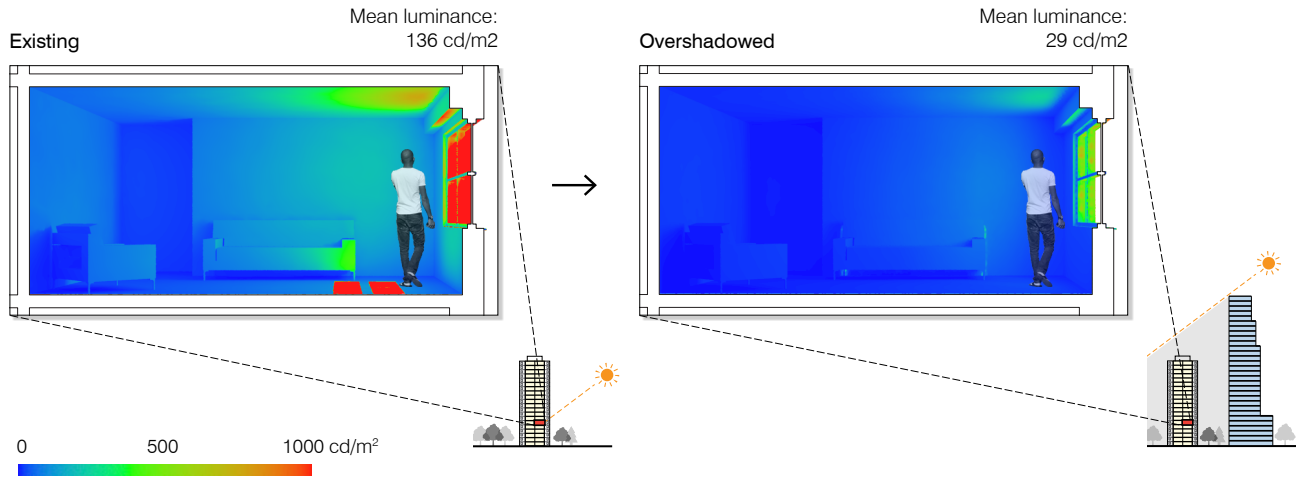 Mean luminance:
136 cd/m2
Existing
Mean luminance:
29 cd/m2
Overshadowed
0 500 1000 cd/m²